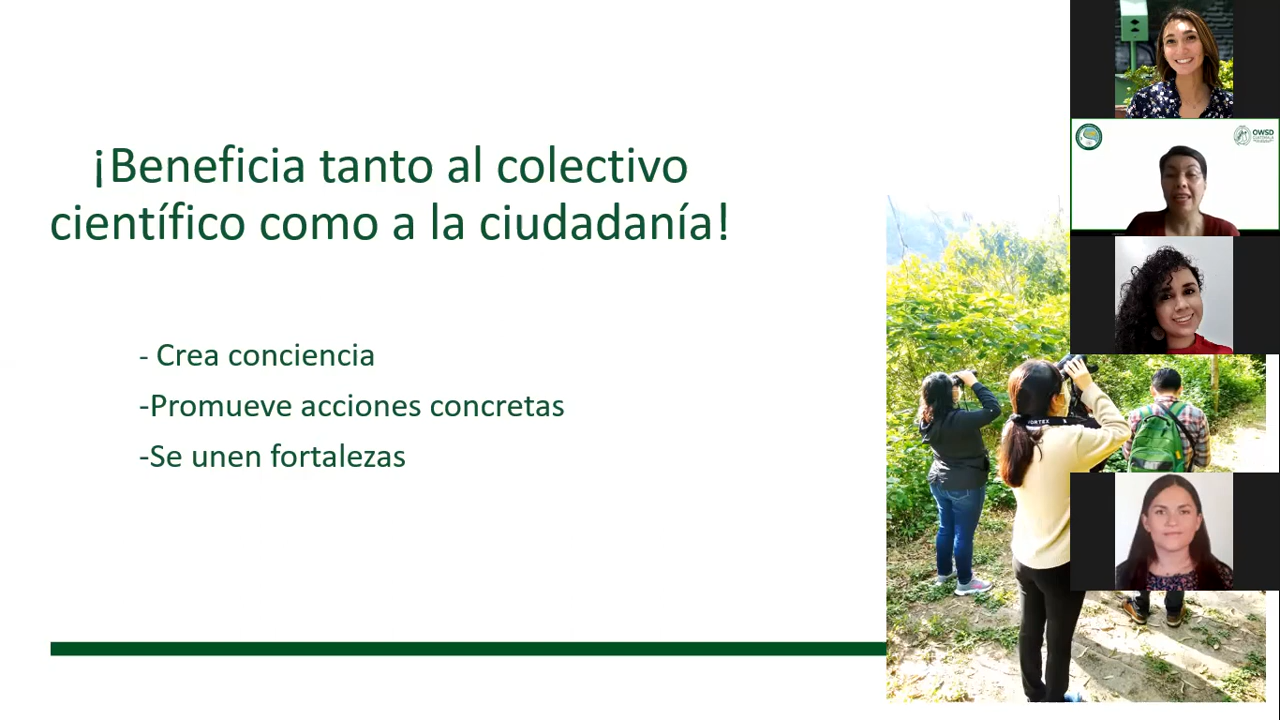 ¡Beneficia tanto al colectivo
científico como a la ciudadanía!
- Crea conciencia
-Promueve acciones concretas
-Se unen fortalezas
OWSD